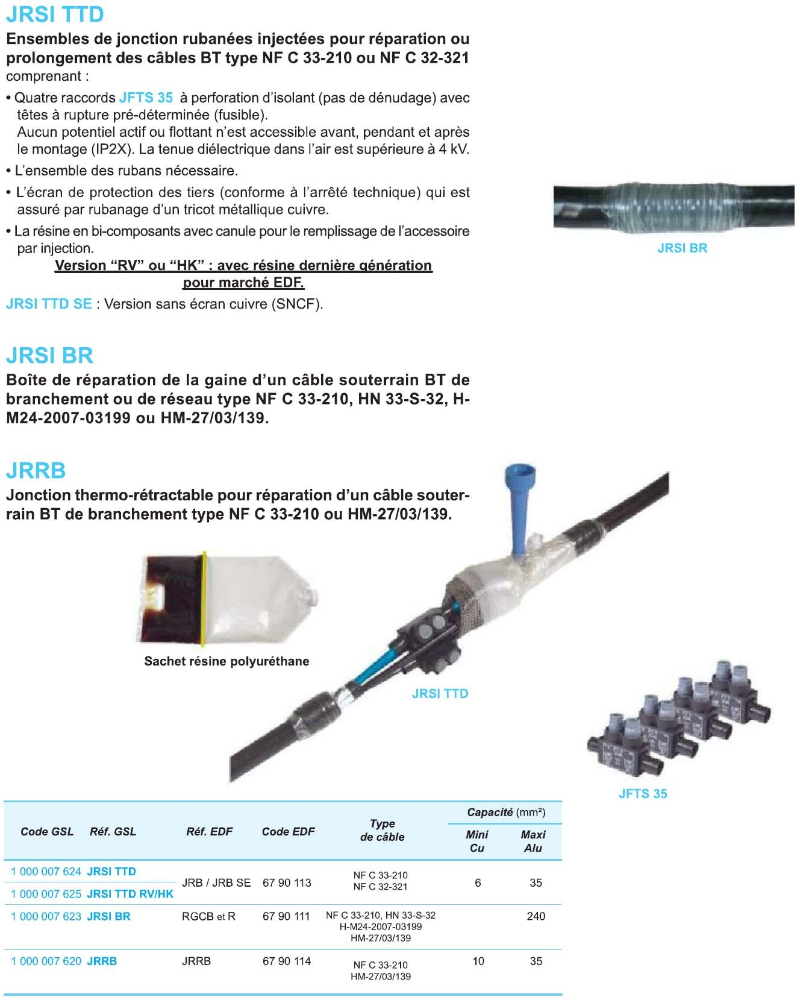 JRSI TTD
Ensembles de jonction rubanées injectées pour réparation ou
prolongement des câbles BT type NF C 33-210 ou NF C 32-321
comprenant :
• Quatre raccords JFTS 35 à perforation d'isolant (pas de dénudage) avec
têtes à rupture pré-déterminée (fusible).
Aucun potentiel actif ou flottant n'est accessible avant, pendant et après
le montage (IP2X). La tenue diélectrique dans l'air est supérieure à 4 kV.
• L'ensemble des rubans nécessaire.
• L'écran de protection des tiers (conforme à l'arrêté technique) qui est
assuré par rubanage d'un tricot métallique cuivre.
• La résine en bi-composants avec canule pour le remplissage de l'accessoire
par injection.
Version “RV” ou “HK” : avec résine dernière génération
pour marché EDF.
JRSI TTD SE : Version sans écran cuivre (SNCF).
JRSI BR
JRSI BR
Boîte de réparation de la gaine d'un câble souterrain BT de
branchement ou de réseau type NF C 33-210, HN 33-S-32, H-
M24-2007-03199 ou HM-27/03/139.
JRRB
Jonction thermo-rétractable pour réparation d'un câble souter-
rain BT de branchement type NF C 33-210 ou HM-27/03/139.
Sachet résine polyuréthane
JRSI TTD
JFTS 35
Code GSL Réf. GSL Réf. EDF Code EDF Type de câble Capacité (mm²)
Mini Cu Maxi Alu
1 000 007 624 JRSI TTD
1 000 007 625 JRSI TTD RV/HK
JRB / JRB SE 67 90 113 NF C 33-210 6 35
NF C 32-321
1 000 007 623 JRSI BR RGCB et R 67 90 111 NF C 33-210, HN 33-S-32 240
H-M24-2007-03199
HM-27/03/139
1 000 007 620 JRRB JRRB 67 90 114 NF C 33-210 10 35
HM-27/03/139